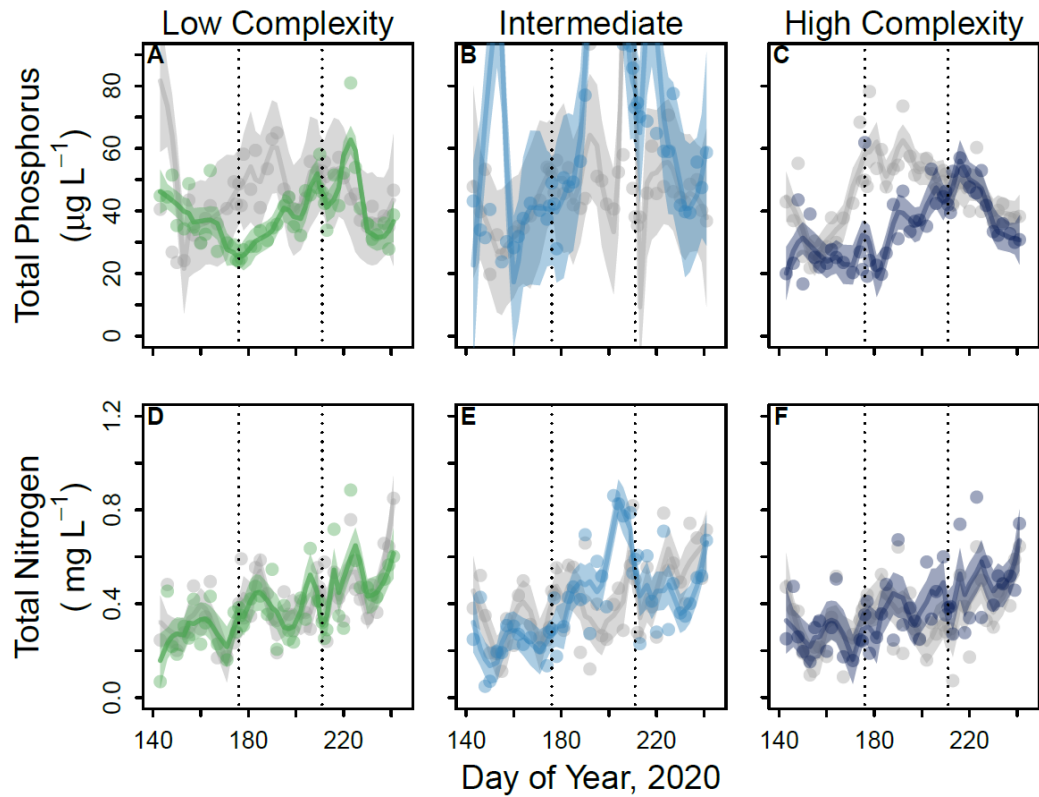 Low Complexity Intermediate High Complexity
A B C
Total Phosphorus
(µg L⁻¹)
0 20 40 60 80
140 180 220 140 180 220 140 180 220
D E F
Total Nitrogen
( mg L⁻¹)
0.0 0.4 0.8 1.2
Day of Year, 2020